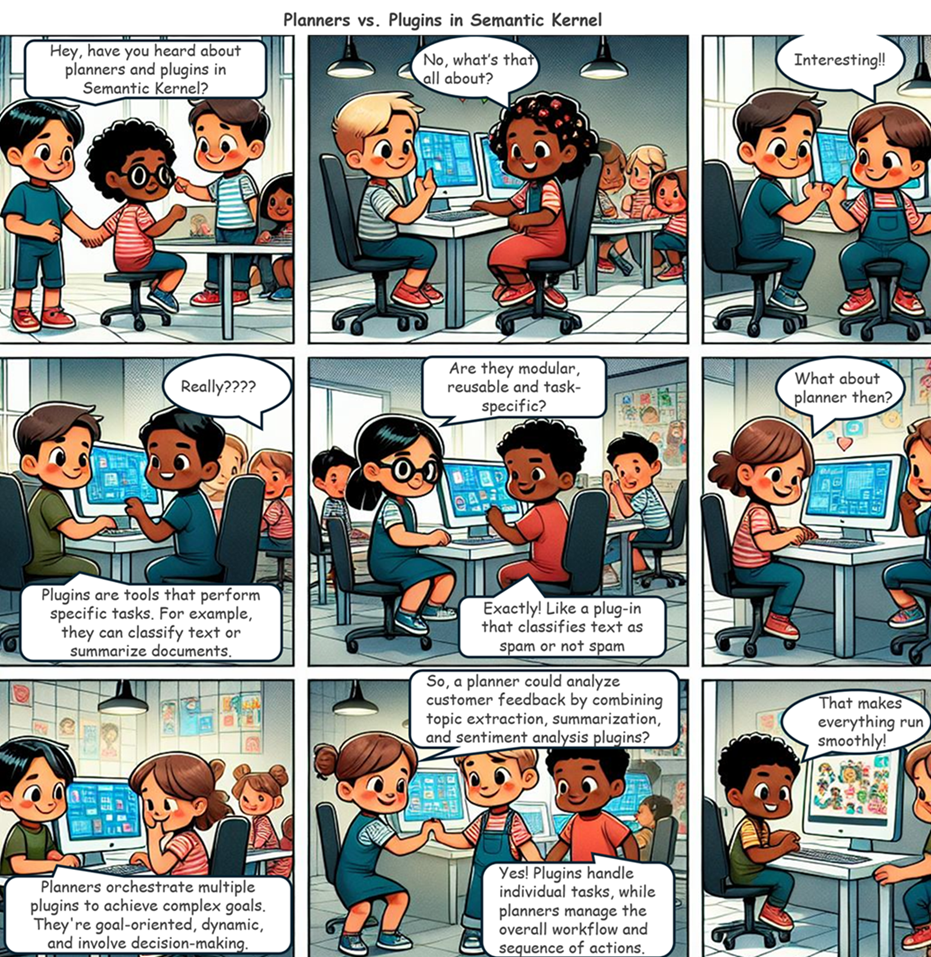 Planners vs. Plugins in Semantic Kernel
Hey, have you heard about
planners and plugins in
Semantic Kernel?
No, what's that
all about?
Interesting!!
Really????
Plugins are tools that perform
specific tasks. For example,
they can classify text or
summarize documents.
Are they modular,
reusable and task-
specific?
Exactly! Like a plug-in
that classifies text as
spam or not spam
What about
planner then?
Planners orchestrate multiple
plugins to achieve complex goals.
They're goal-oriented, dynamic,
and involve decision-making.
So, a planner could analyze
customer feedback by combining
topic extraction, summarization,
and sentiment analysis plugins?
Yes! Plugins handle
individual tasks, while
planners manage the
overall workflow and
sequence of actions.
That makes
everything run
smoothly!